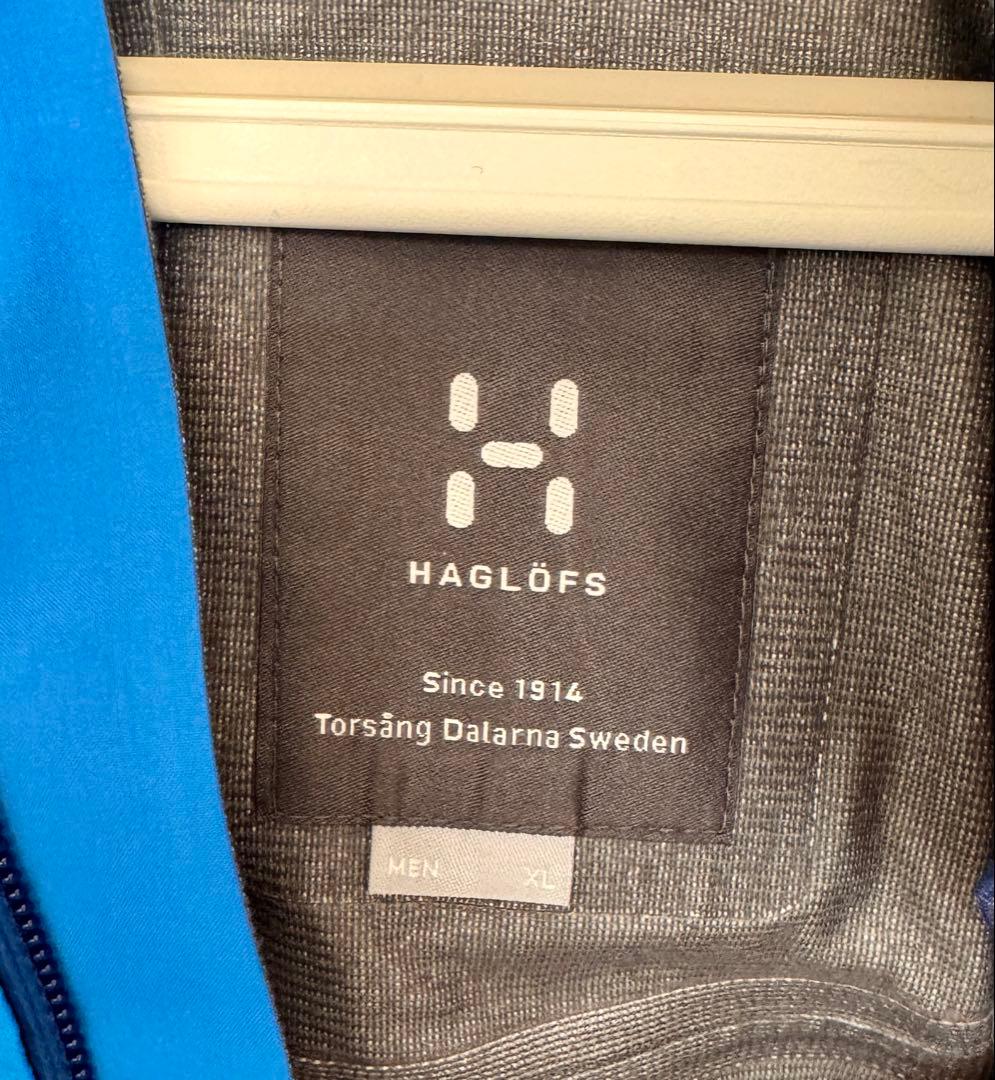 HAGLÖFS
Since 1914
Torsång Dalarna Sweden
MEN XL